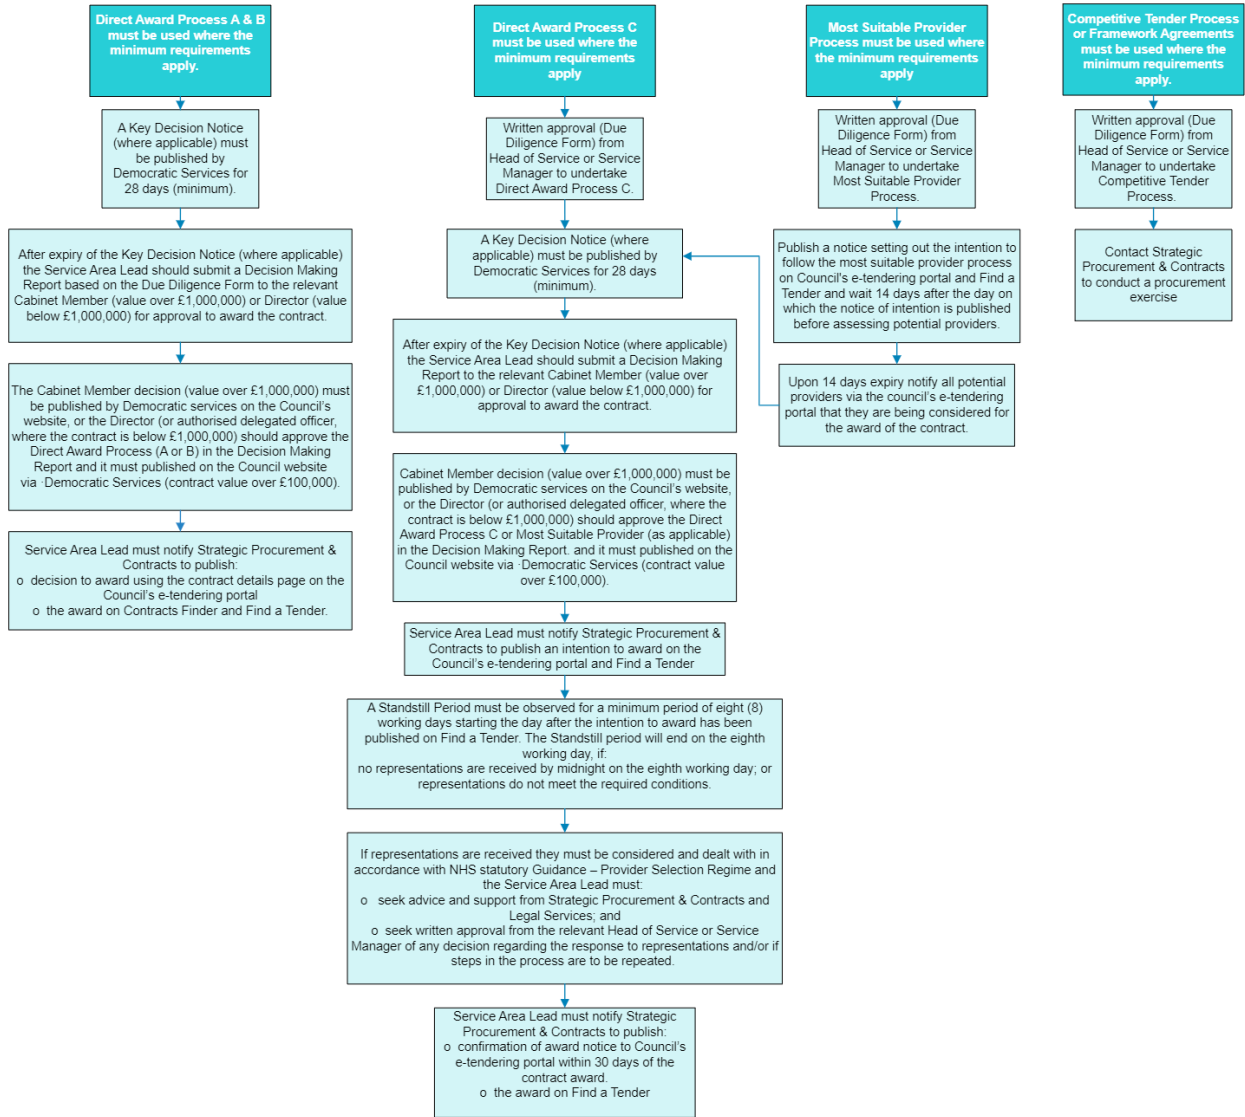 Direct Award Process A & B
must be used where the
minimum requirements
apply.
A Key Decision Notice
(where applicable) must
be published by
Democratic Services for
28 days (minimum).
After expiry of the Key Decision Notice (where applicable)
the Service Area Lead should submit a Decision Making
Report based on the Due Diligence Form to the relevant
Cabinet Member (value over £1,000,000) or Director (value
below £1,000,000) for approval to award the contract.
The Cabinet Member decision (value over £1,000,000) must
be published by Democratic services on the Council's
website, or the Director (or authorised delegated officer,
where the contract is below £1,000,000) should approve the
Direct Award Process (A or B) in the Decision Making
Report and it must published on the Council website
via ·Democratic Services (contract value over £100,000).
Service Area Lead must notify Strategic Procurement &
Contracts to publish:
o decision to award using the contract details page on the
Council's e-tendering portal
o the award on Contracts Finder and Find a Tender.
Direct Award Process C
must be used where the
minimum requirements
apply
Written approval (Due
Diligence Form) from
Head of Service or Service
Manager to undertake
Direct Award Process C.
A Key Decision Notice (where
applicable) must be published by
Democratic Services for 28 days
(minimum).
After expiry of the Key Decision Notice (where applicable)
the Service Area Lead should submit a Decision Making
Report to the relevant Cabinet Member (value over
£1,000,000) or Director (value below £1,000,000) for
approval to award the contract.
Cabinet Member decision (value over £1,000,000) must be
published by Democratic services on the Council's website,
or the Director (or authorised delegated officer, where the
contract is below £1,000,000) should approve the Direct
Award Process C or Most Suitable Provider (as applicable)
in the Decision Making Report. and it must published on the
Council website via ·Democratic Services (contract value
over £100,000).
Service Area Lead must notify Strategic Procurement &
Contracts to publish an intention to award on the
Council's e-tendering portal and Find a Tender
A Standstill Period must be observed for a minimum period of eight (8)
working days starting the day after the intention to award has been
published on Find a Tender. The Standstill period will end on the eighth
working day, if:
no representations are received by midnight on the eighth working day; or
representations do not meet the required conditions.
If representations are received they must be considered and dealt with in
accordance with NHS statutory Guidance – Provider Selection Regime and
the Service Area Lead must:
o seek advice and support from Strategic Procurement & Contracts and
Legal Services; and
o seek written approval from the relevant Head of Service or Service
Manager of any decision regarding the response to representations and/or if
steps in the process are to be repeated.
Service Area Lead must notify Strategic
Procurement & Contracts to publish:
o confirmation of award notice to Council's
e-tendering portal within 30 days of the
contract award.
o the award on Find a Tender
Most Suitable Provider
Process must be used where
the minimum requirements
apply
Written approval (Due
Diligence Form) from
Head of Service or Service
Manager to undertake
Most Suitable Provider
Process.
Publish a notice setting out the intention to
follow the most suitable provider process
on Council's e-tendering portal and Find a
Tender and wait 14 days after the day on
which the notice of intention is published
before assessing potential providers.
Upon 14 days expiry notify all potential
providers via the council's e-tendering
portal that they are being considered for
the award of the contract.
Competitive Tender Process
or Framework Agreements
must be used where the
minimum requirements
apply.
Written approval (Due
Diligence Form) from
Head of Service or Service
Manager to undertake
Competitive Tender
Process.
Contact Strategic
Procurement & Contracts
to conduct a procurement
exercise